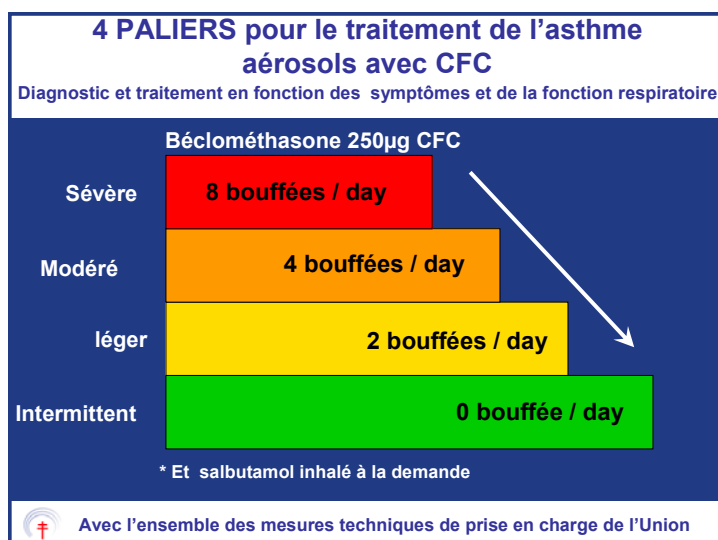 4 PALIERS pour le traitement de l’asthme
aérosols avec CFC
Diagnostic et traitement en fonction des symptômes et de la fonction respiratoire
Béclométhasone 250µg CFC
Sévère
8 bouffées / day
Modéré
4 bouffées / day
léger
2 bouffées / day
Intermittent
0 bouffée / day
* Et salbutamol inhalé à la demande
Avec l’ensemble des mesures techniques de prise en charge de l’Union